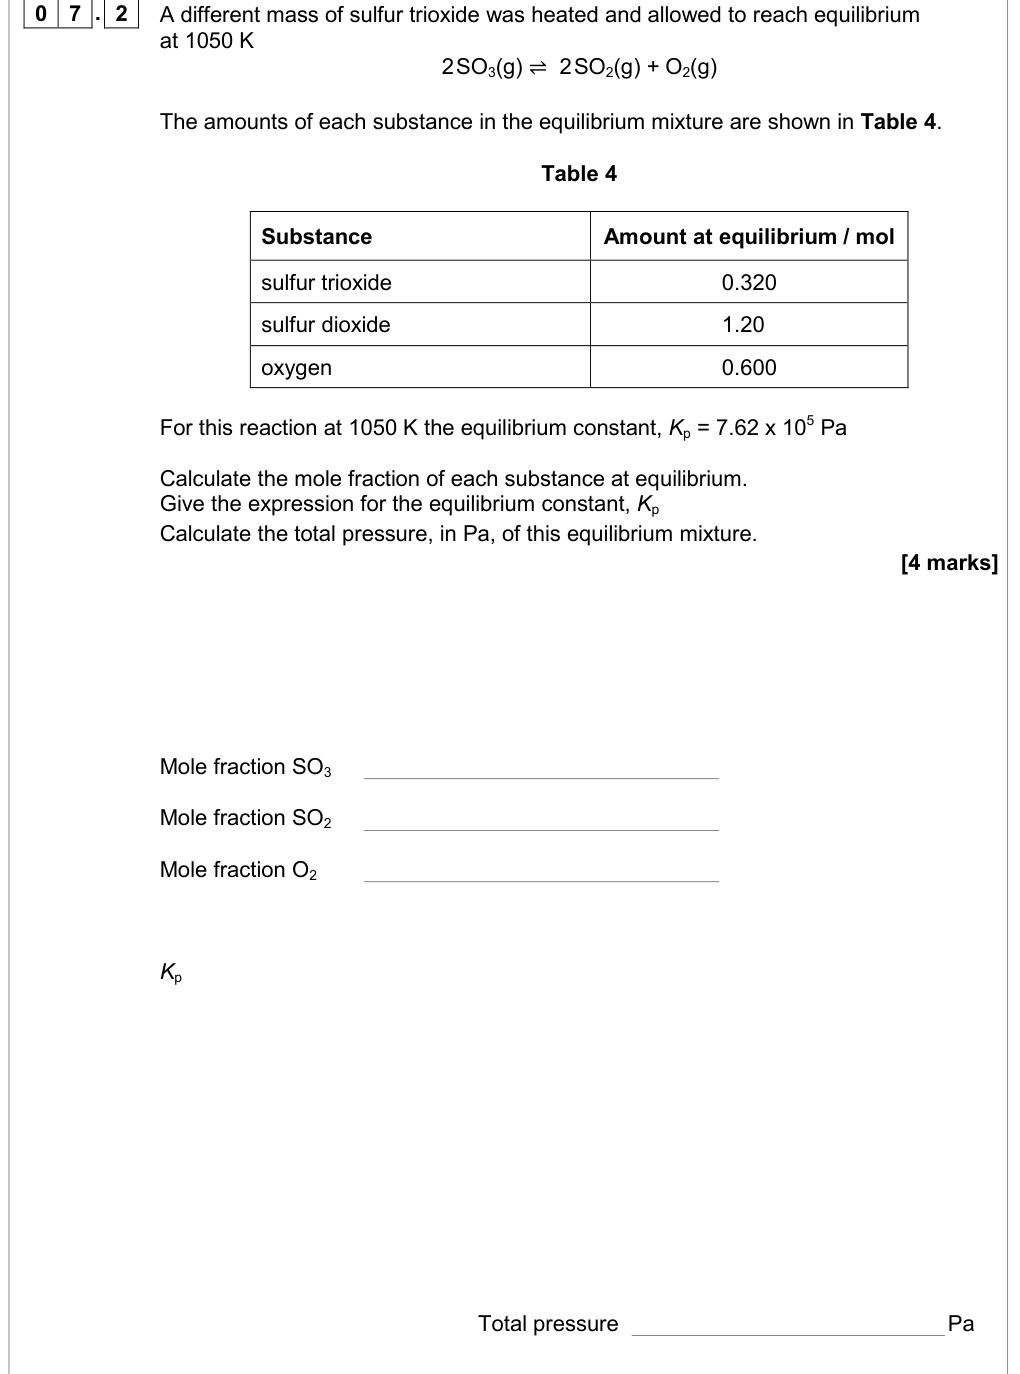 0 7 . 2 A different mass of sulfur trioxide was heated and allowed to reach equilibrium
at 1050 K
2SO₃(g) ⇌ 2SO₂(g) + O₂(g)
The amounts of each substance in the equilibrium mixture are shown in Table 4.
Table 4
Substance Amount at equilibrium / mol
sulfur trioxide 0.320
sulfur dioxide 1.20
oxygen 0.600
For this reaction at 1050 K the equilibrium constant, Kₚ = 7.62 x 10⁵ Pa
Calculate the mole fraction of each substance at equilibrium.
Give the expression for the equilibrium constant, Kₚ
Calculate the total pressure, in Pa, of this equilibrium mixture.
[4 marks]
Mole fraction SO₃
Mole fraction SO₂
Mole fraction O₂
Kₚ
Total pressure Pa